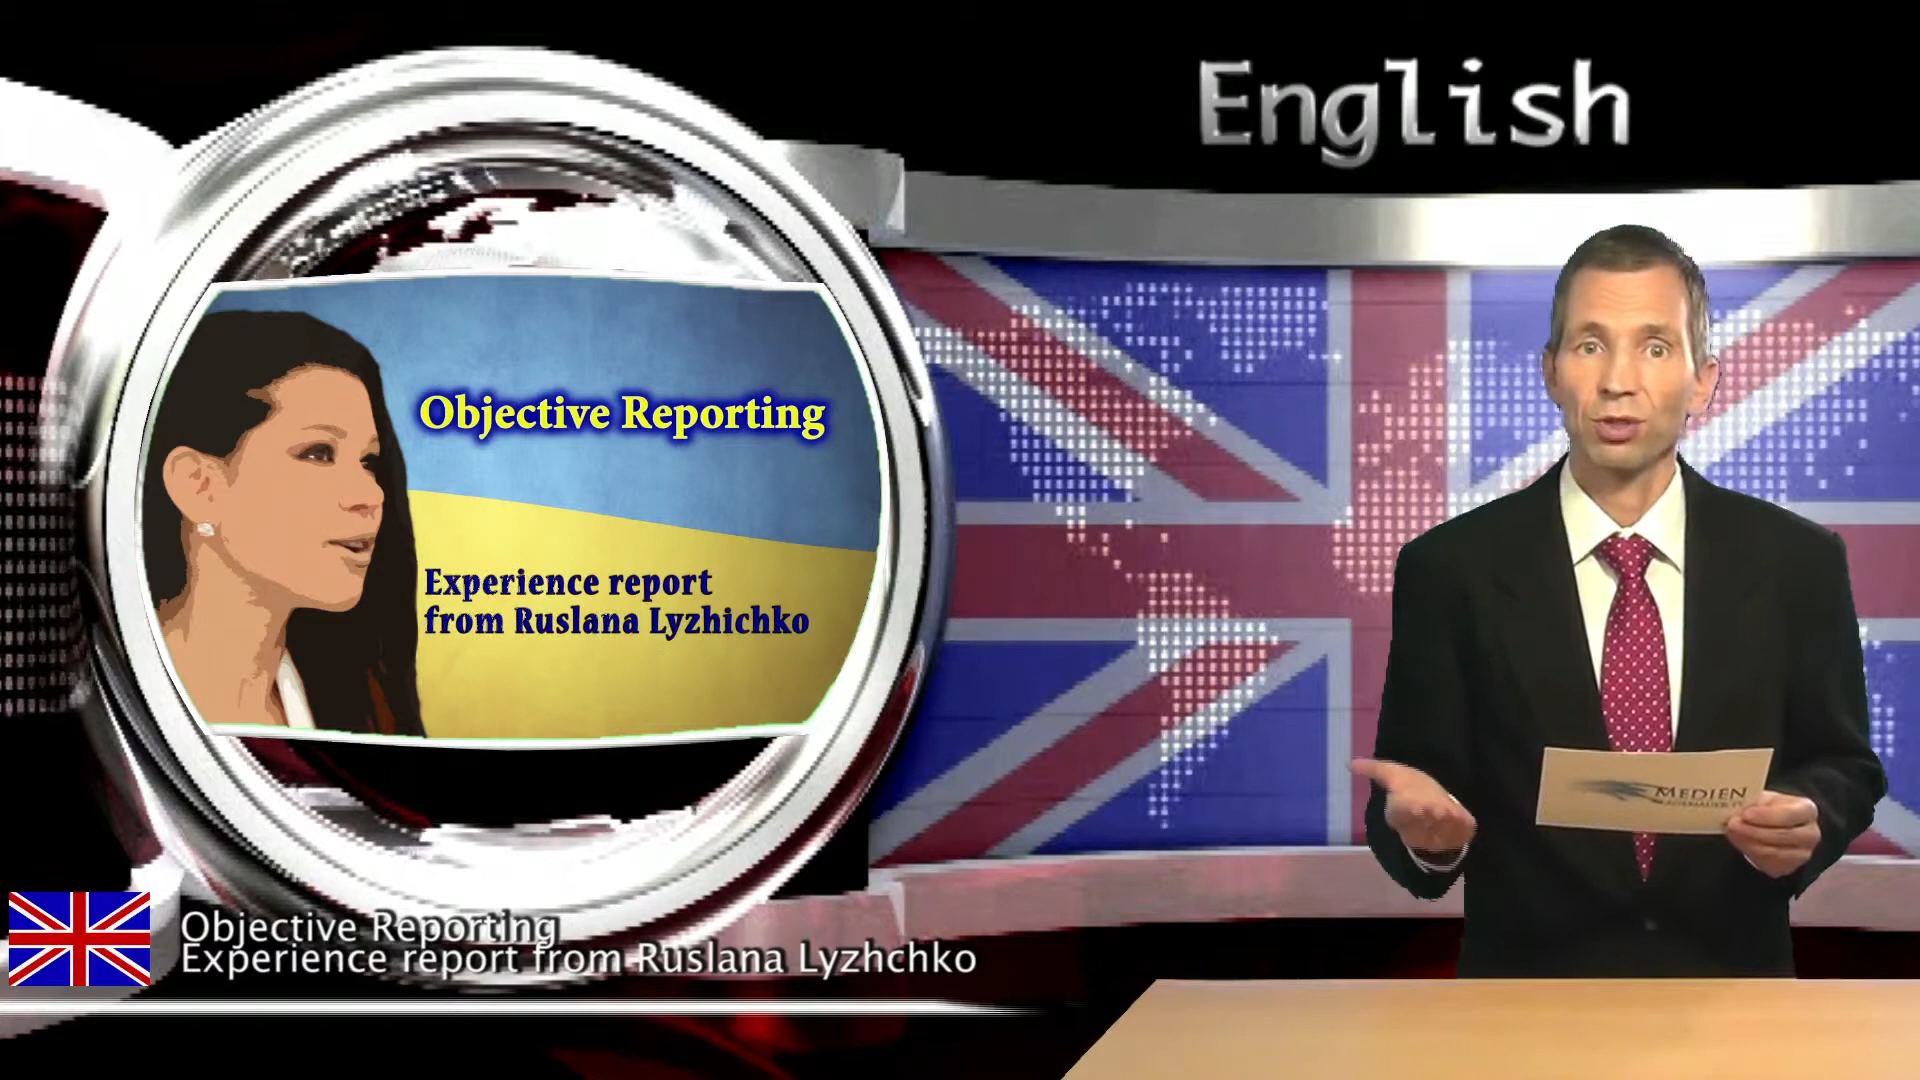 English
Objective Reporting
Experience report
from Ruslana Lyzhichko
MEDIEN
Objective Reporting
Experience report from Ruslana Lyzhchko